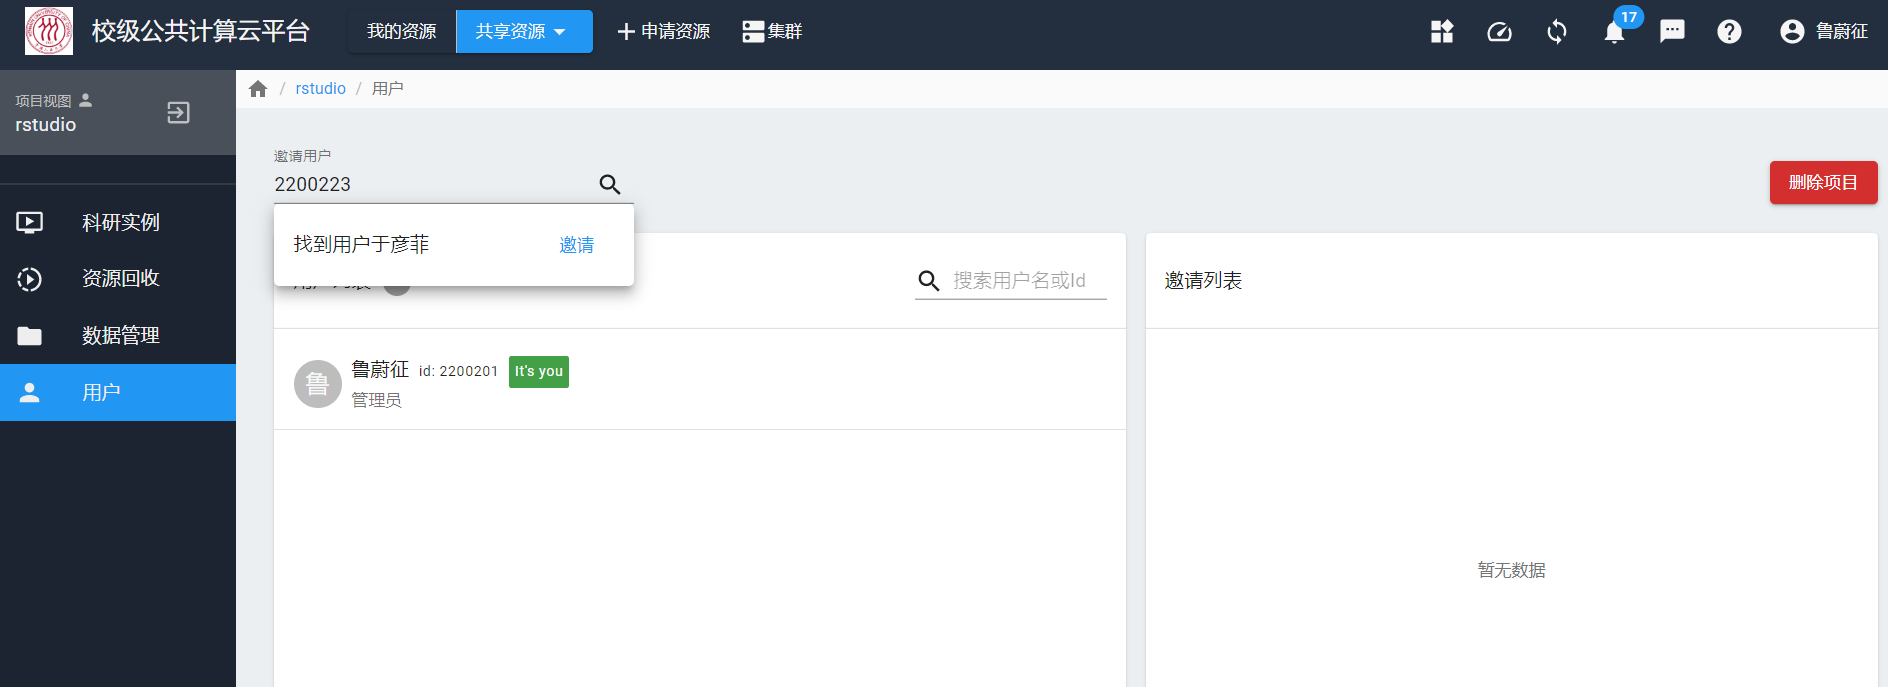 校级公共计算云平台
我的资源
共享资源
申请资源
集群
17
鲁蔚征
项目视图
rstudio
/ rstudio / 用户
科研实例
资源回收
数据管理
用户
邀请用户
2200223
找到用户于彦菲
邀请
删除项目
搜索用户名或Id
鲁
鲁蔚征 id: 2200201 It's you
管理员
邀请列表
暂无数据